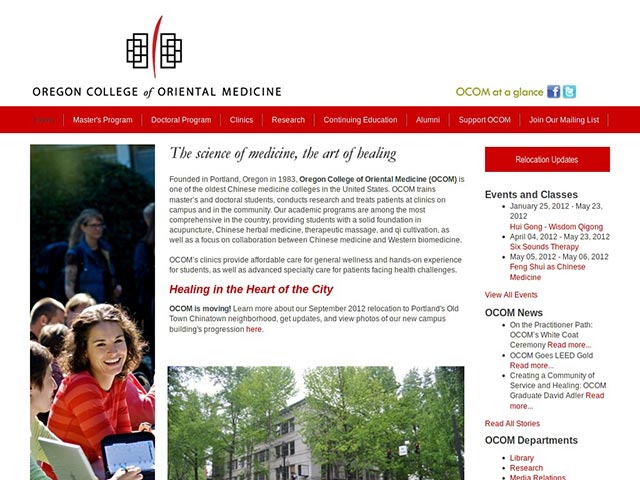 OREGON COLLEGE of ORIENTAL MEDICINE
OCOM at a glance
Master's Program
Doctoral Program
Clinics
Research
Continuing Education
Alumni
Support OCOM
Join Our Mailing List
The science of medicine, the art of healing
Founded in Portland, Oregon in 1983, Oregon College of Oriental Medicine (OCOM) is
one of the oldest Chinese medicine colleges in the United States. OCOM trains
master's and doctoral students, conducts research and treats patients at clinics on
campus and in the community. Our academic programs are among the most
comprehensive in the country, providing students with a solid foundation in
acupuncture, Chinese herbal medicine, therapeutic massage, and qi cultivation, as
well as a focus on collaboration between Chinese medicine and Western biomedicine.
OCOM's clinics provide affordable care for general wellness and hands-on experience
for students, as well as advanced specialty care for patients facing health challenges.
Healing in the Heart of the City
OCOM is moving! Learn more about our September 2012 relocation to Portland's Old
Town Chinatown neighborhood, get updates, and view photos of our new campus
building's progression here.
Relocation Updates
Events and Classes
January 25, 2012 - May 23,
2012
Hui Gong - Wisdom Qigong
April 04, 2012 - May 23, 2012
Six Sounds Therapy
May 05, 2012 - May 06, 2012
Feng Shui as Chinese
Medicine
View All Events
OCOM News
On the Practitioner Path:
OCOM's White Coat
Ceremony Read more...
OCOM Goes LEED Gold
Read more...
Creating a Community of
Service and Healing: OCOM
Graduate David Adler Read
more...
Read All Stories
OCOM Departments
Library
Research
Media Relations